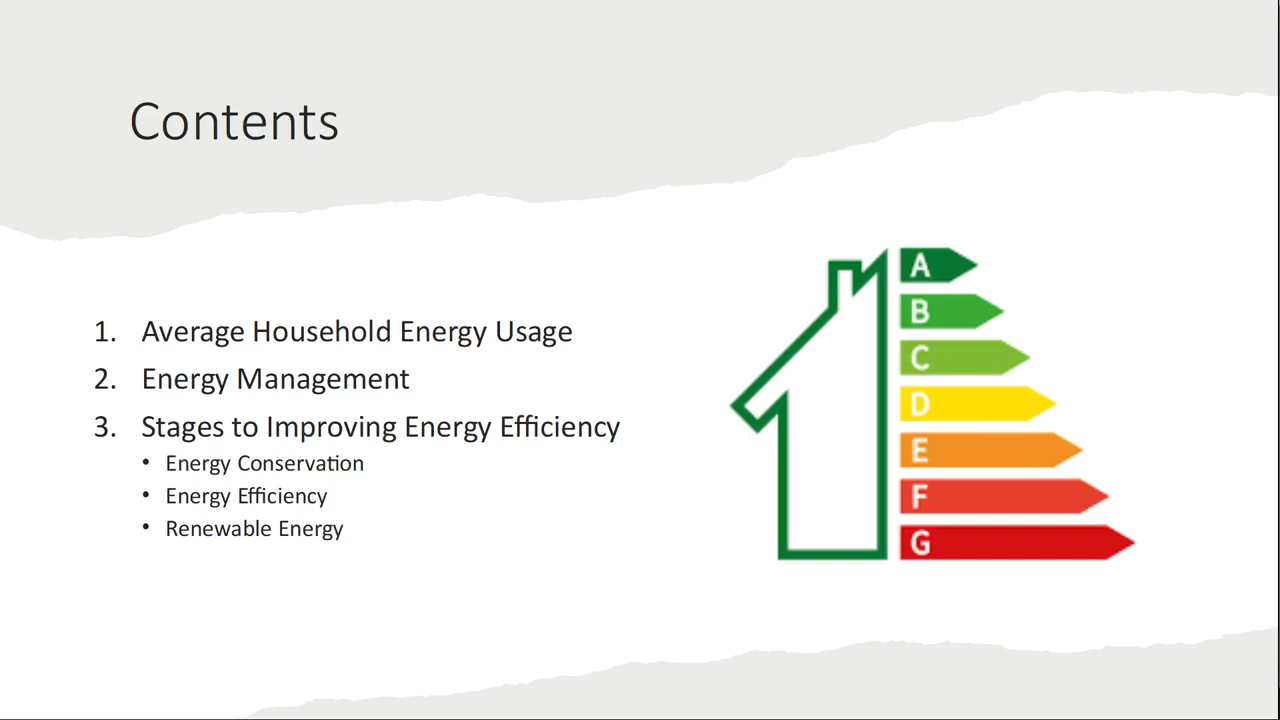 Contents
1. Average Household Energy Usage
2. Energy Management
3. Stages to Improving Energy Efficiency
• Energy Conservation
• Energy Efficiency
• Renewable Energy
A
B
C
D
E
F
G